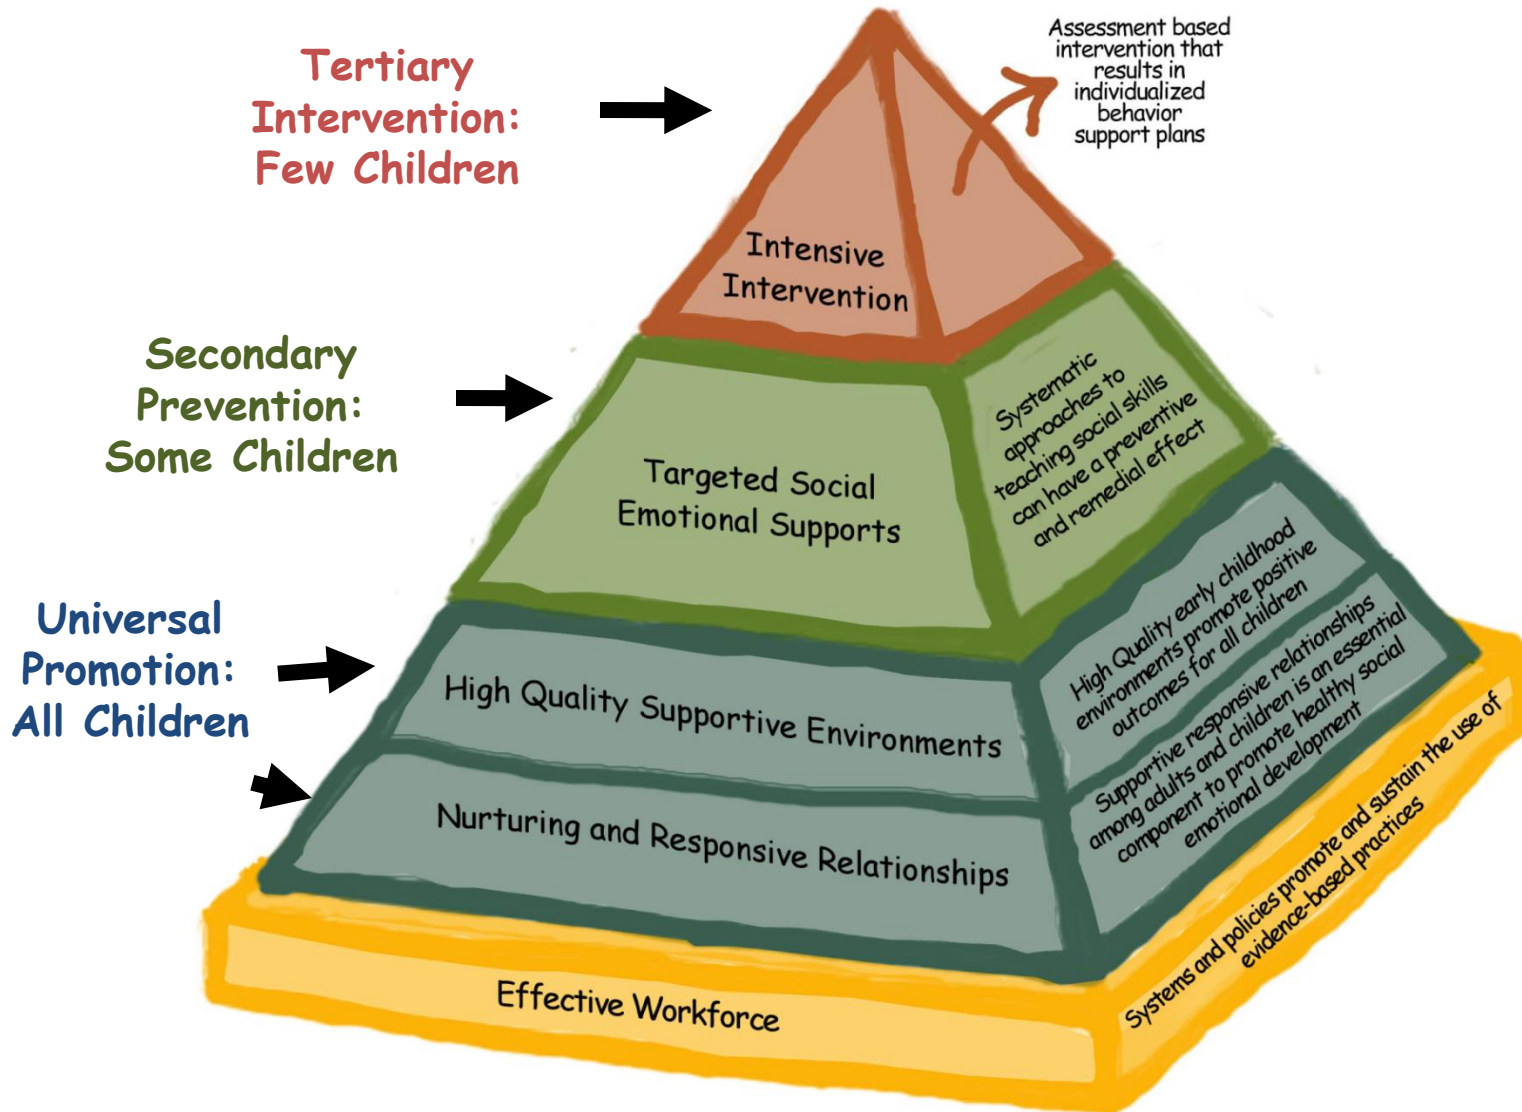 Tertiary
Intervention:
Few Children
Assessment based
intervention that
results in
individualized
behavior
support plans
Intensive
Intervention
Secondary
Prevention:
Some Children
Targeted Social
Emotional Supports
Systematic
approaches to
teaching social skills
can have a preventive
and remedial effect
Universal
Promotion:
All Children
High Quality Supportive Environments
High Quality early childhood
environments promote positive
outcomes for all children
Nurturing and Responsive Relationships
Supportive responsive relationships
among adults and children is an essential
component to promote healthy social
emotional development
Effective Workforce
Systems and policies promote and sustain the use of
evidence-based practices